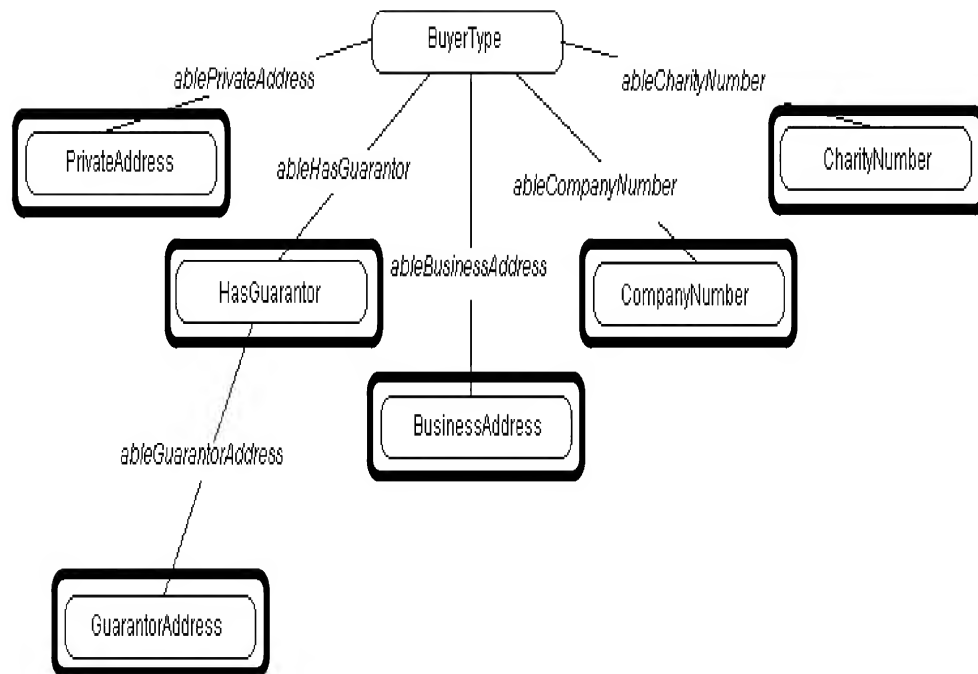 BuyerType
ablePrivateAddress
ableCharityNumber
PrivateAddress
CharityNumber
ableHasGuarantor
ableCompanyNumber
ableBusinessAddress
HasGuarantor
CompanyNumber
BusinessAddress
ableGuarantorAddress
GuarantorAddress